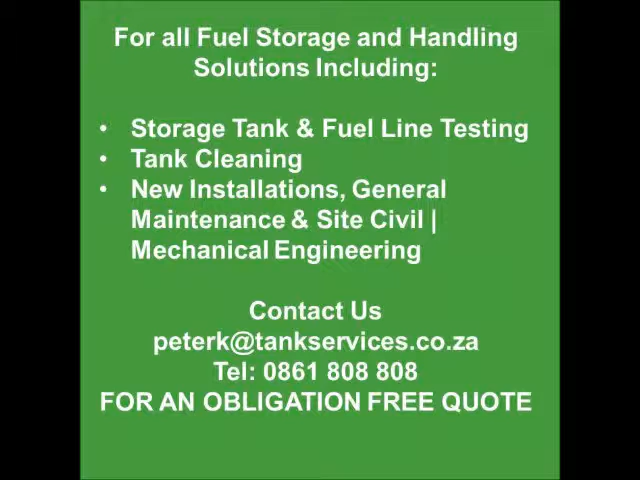 For all Fuel Storage and Handling
Solutions Including:
• Storage Tank & Fuel Line Testing
• Tank Cleaning
• New Installations, General
Maintenance & Site Civil |
Mechanical Engineering
Contact Us
peterk@tankservices.co.za
Tel: 0861 808 808
FOR AN OBLIGATION FREE QUOTE